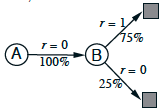 r = 1
75%
A
r = 0
100%
B
r = 0
25%